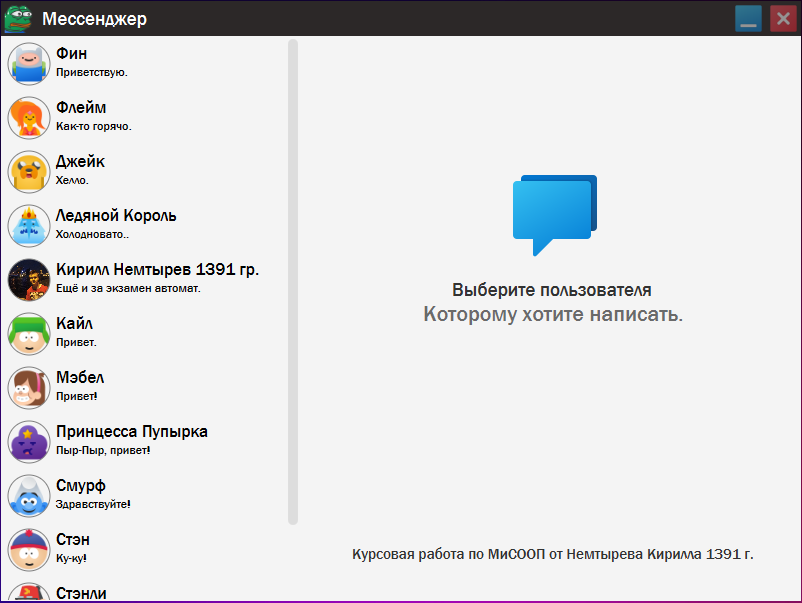 Мессенджер
Фин
Приветствую.
Флейм
Как-то горячо.
Джейк
Хелло.
Ледяной Король
Холодновато..
Кирилл Немтырев 1391 гр.
Ещё и за экзамен автомат.
Кайл
Привет.
Мэбел
Привет!
Принцесса Пупырка
Пыр-Пыр, привет!
Смурф
Здравствуйте!
Стэн
Ку-ку!
Стэнли
Выберите пользователя
Которому хотите написать.
Курсовая работа по МиСООП от Немтырева Кирилла 1391 г.